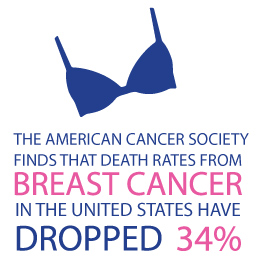 THE AMERICAN CANCER SOCIETY
FINDS THAT DEATH RATES FROM
BREAST CANCER
IN THE UNITED STATES HAVE
DROPPED 34%